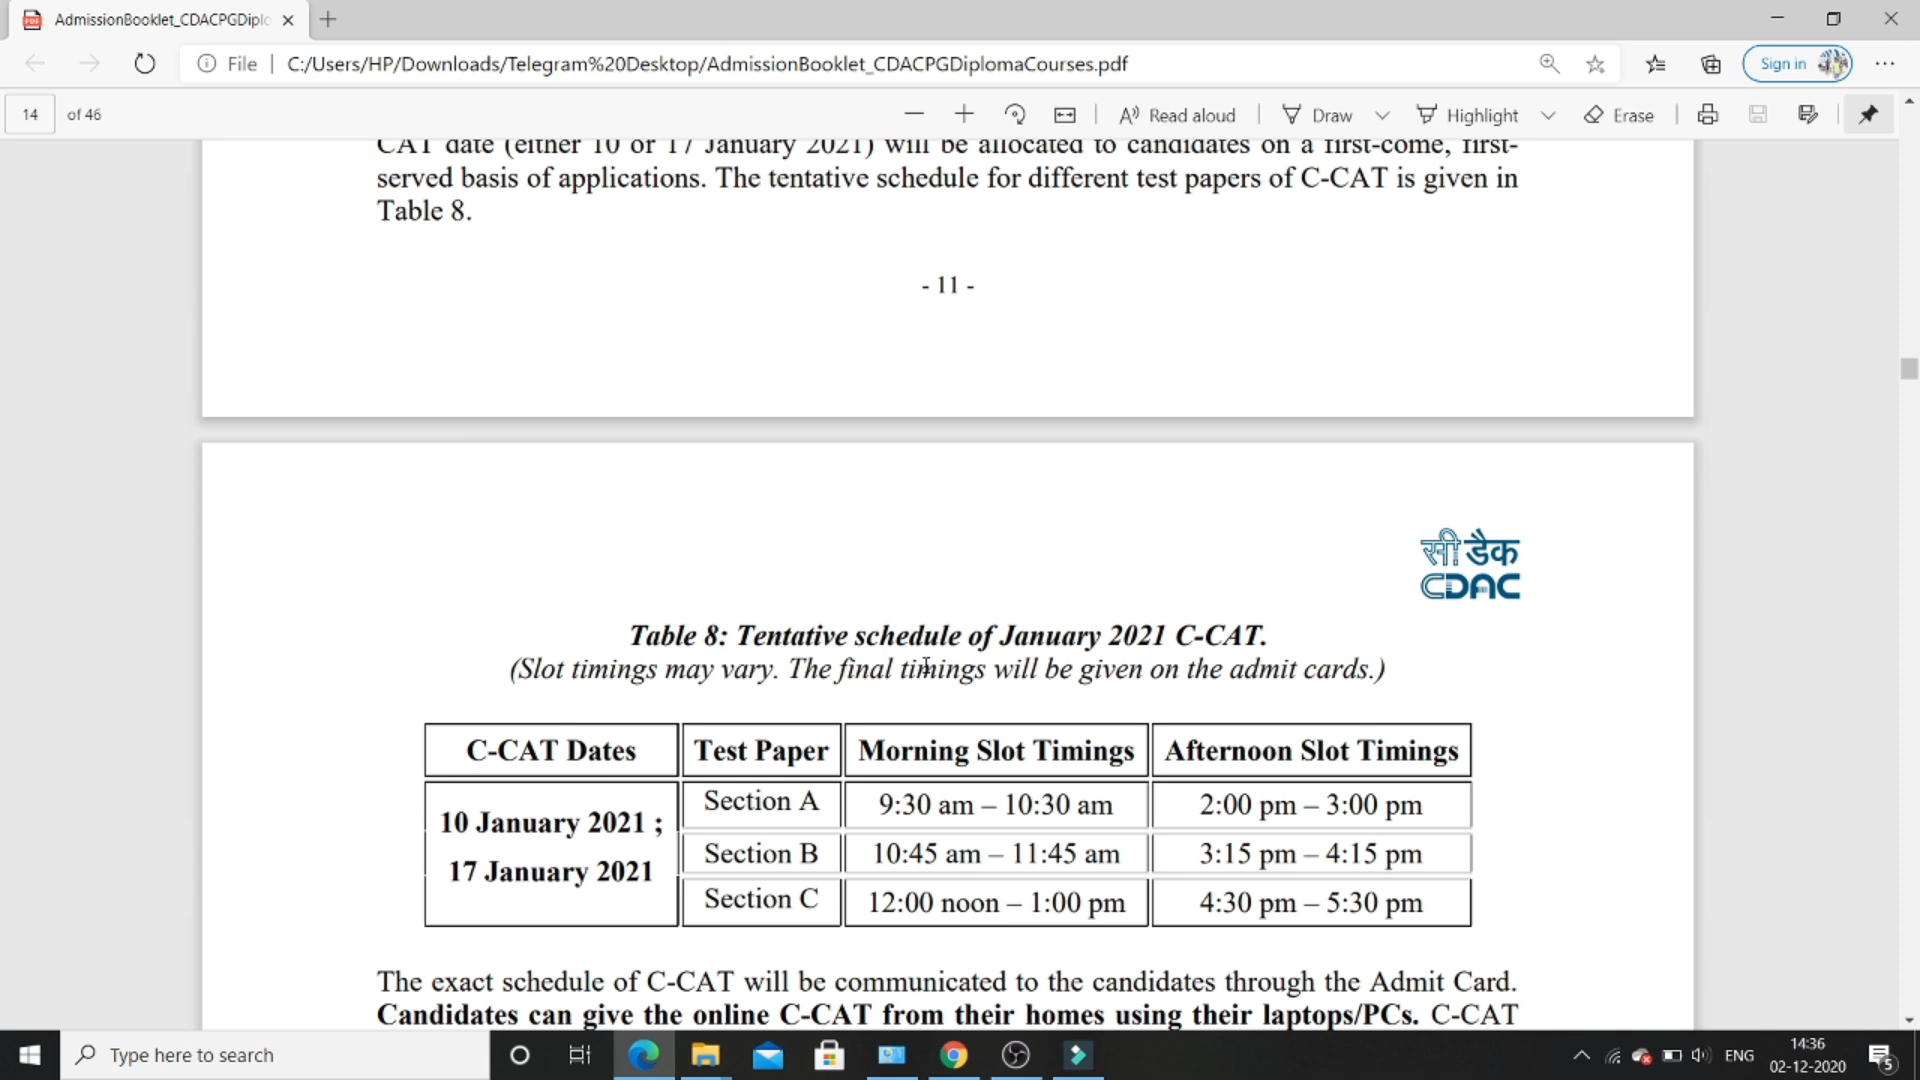 AdmissionBooklet_CDACPGDiplo
File
C:/Users/HP/Downloads/Telegram%20Desktop/AdmissionBooklet_CDACPGDiplomaCourses.pdf
Sign in
14 of 46
Read aloud
Draw
Highlight
Erase
CAT date (either 10 or 17 January 2021) will be allocated to candidates on a first-come, first-
served basis of applications. The tentative schedule for different test papers of C-CAT is given in
Table 8.
- 11 -
सी डैक
CDAC
Table 8: Tentative schedule of January 2021 C-CAT.
(Slot timings may vary. The final timings will be given on the admit cards.)
C-CAT Dates Test Paper Morning Slot Timings Afternoon Slot Timings
10 January 2021 ;
17 January 2021
Section A 9:30 am – 10:30 am 2:00 pm – 3:00 pm
Section B 10:45 am – 11:45 am 3:15 pm – 4:15 pm
Section C 12:00 noon – 1:00 pm 4:30 pm – 5:30 pm
The exact schedule of C-CAT will be communicated to the candidates through the Admit Card.
Candidates can give the online C-CAT from their homes using their laptops/PCs. C-CAT
Type here to search
ENG
14:36
02-12-2020
5